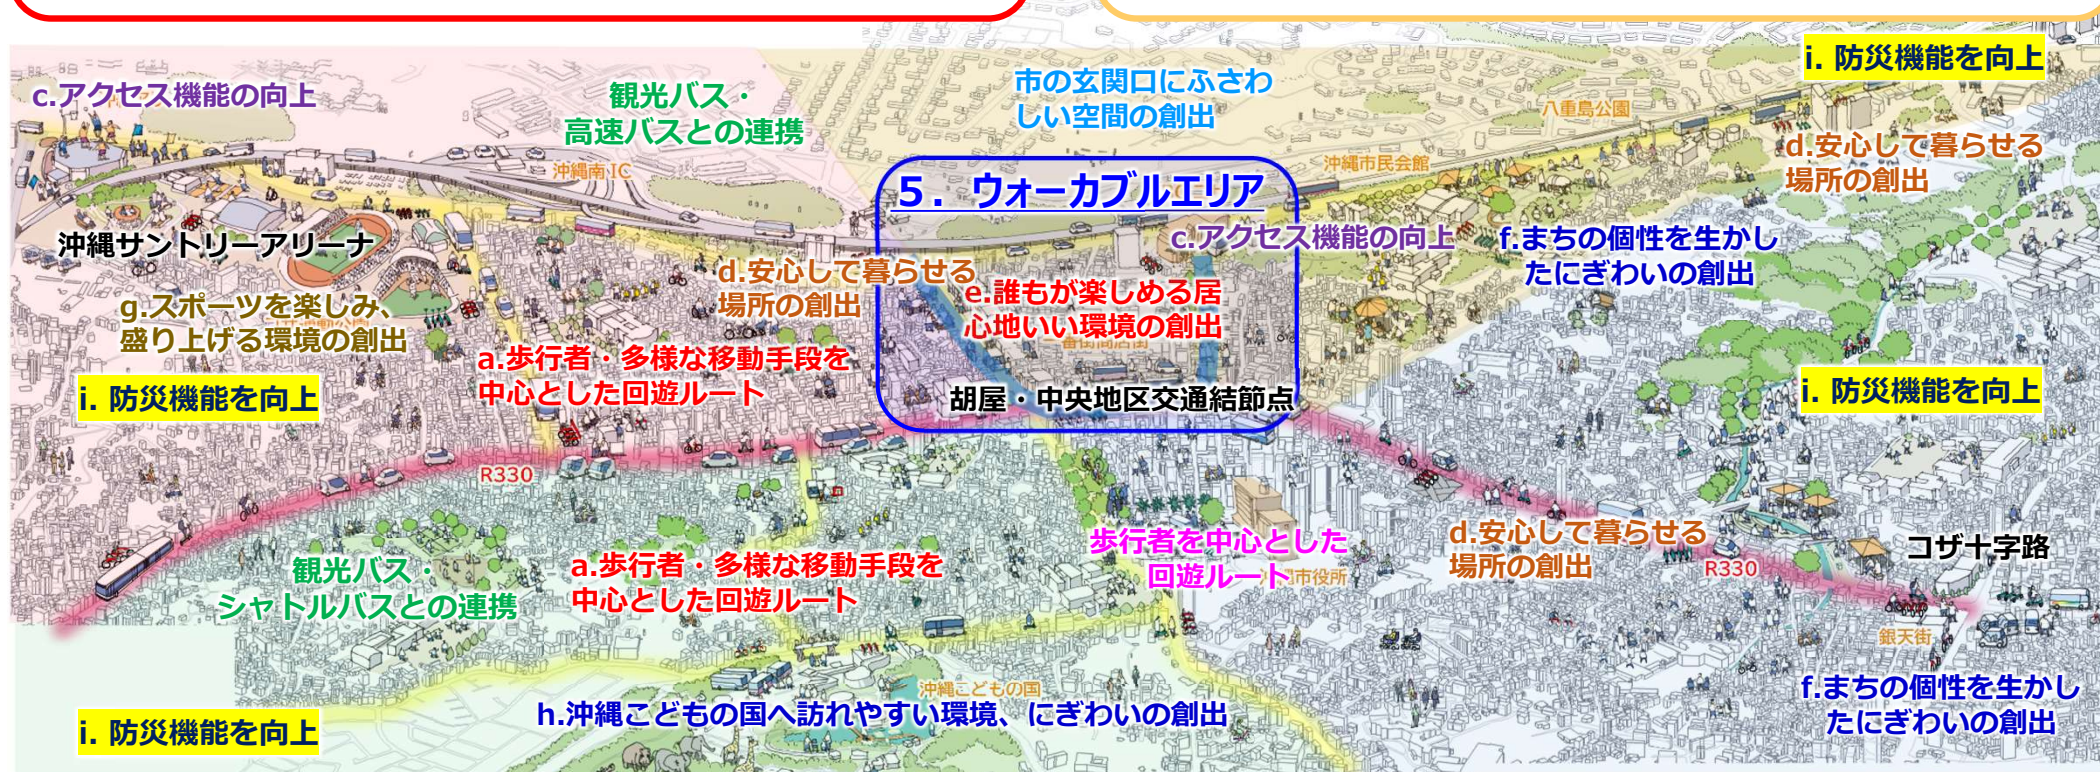 i. 防災機能を向上
c.アクセス機能の向上
観光バス・
高速バスとの連携
市の玄関口にふさわ
しい空間の創出
八重島公園
d.安心して暮らせる
場所の創出
沖縄南IC
沖縄市民会館
5. ウォーカブルエリア
沖縄サントリーアリーナ
c.アクセス機能の向上
f.まちの個性を生かし
たにぎわいの創出
d.安心して暮らせる
場所の創出
e.誰もが楽しめる居
心地いい環境の創出
g.スポーツを楽しみ、
盛り上げる環境の創出
a.歩行者・多様な移動手段を
中心とした回遊ルート
i. 防災機能を向上
胡屋・中央地区交通結節点
i. 防災機能を向上
R330
歩行者を中心とした
回遊ルート
市役所
d.安心して暮らせる
場所の創出
R330
コザ十字路
観光バス・
シャトルバスとの連携
a.歩行者・多様な移動手段を
中心とした回遊ルート
銀天街
沖縄こどもの国
h.沖縄こどもの国へ訪れやすい環境、にぎわいの創出
f.まちの個性を生かし
たにぎわいの創出
i. 防災機能を向上